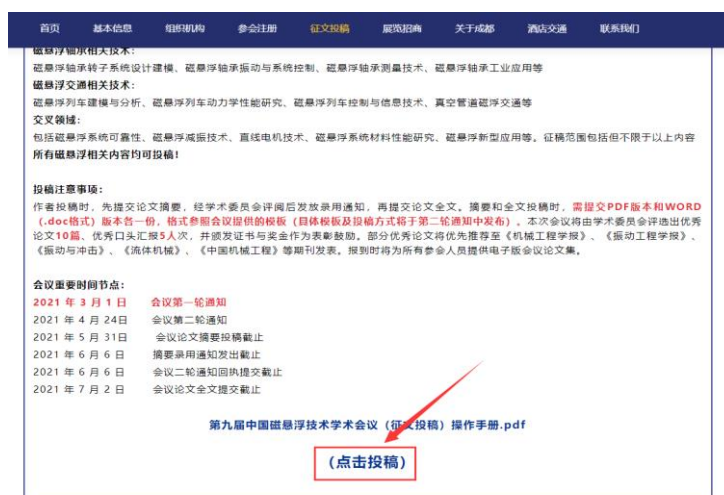 首页 基本信息 组织机构 参会注册 征文投稿 展览招商 关于成都 酒店交通 联系我们
磁悬浮轴承相关技术：
磁悬浮轴承转子系统设计建模、磁悬浮轴承振动与系统控制、磁悬浮轴承测量技术、磁悬浮轴承工业应用等
磁悬浮交通相关技术：
磁悬浮列车建模与分析、磁悬浮列车动力学性能研究、磁悬浮列车控制与信息技术、真空管道磁浮交通等
交叉领域：
包括磁悬浮系统可靠性、磁悬浮减振技术、直线电机技术、磁悬浮系统材料性能研究、磁悬浮新型应用等。征稿范围包括但不限于以上内容
所有磁悬浮相关内容均可投稿！
投稿注意事项：
作者投稿时，先提交论文摘要，经学术委员会评阅后发放录用通知，再提交论文全文。摘要和全文投稿时，需提交PDF版本和WORD
（.doc格式）版本各一份，格式参照会议提供的模板（具体模板及投稿方式将于第二轮通知中发布）。本次会议将由学术委员会评选出优秀
论文10篇、优秀口头汇报5人次，并颁发证书与奖金作为表彰鼓励。部分优秀论文将优先推荐至《机械工程学报》、《振动工程学报》、
《振动与冲击》、《流体机械》、《中国机械工程》等期刊发表。报到时将为所有参会人员提供电子版会议论文集。
会议重要时间节点：
2021 年 3 月 1 日 会议第一轮通知
2021 年 4 月 24日 会议第二轮通知
2021 年 5 月 31日 会议论文摘要投稿截止
2021 年 6 月 6 日 摘要录用通知发出截止
2021 年 6 月 6 日 会议二轮通知回执提交截止
2021 年 7 月 2 日 会议论文全文提交截止
第九届中国磁悬浮技术学术会议（征文投稿）操作手册.pdf
（点击投稿）